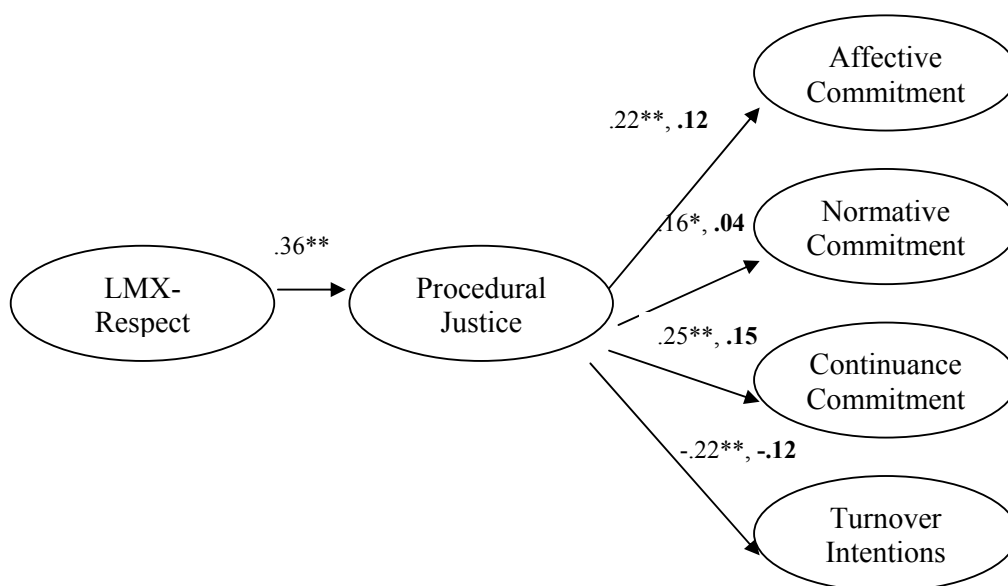 Affective
Commitment
.22**, .12
Normative
Commitment
.16*, .04
.36**
LMX-
Respect
Procedural
Justice
.25**, .15
Continuance
Commitment
-.22**, -.12
Turnover
Intentions